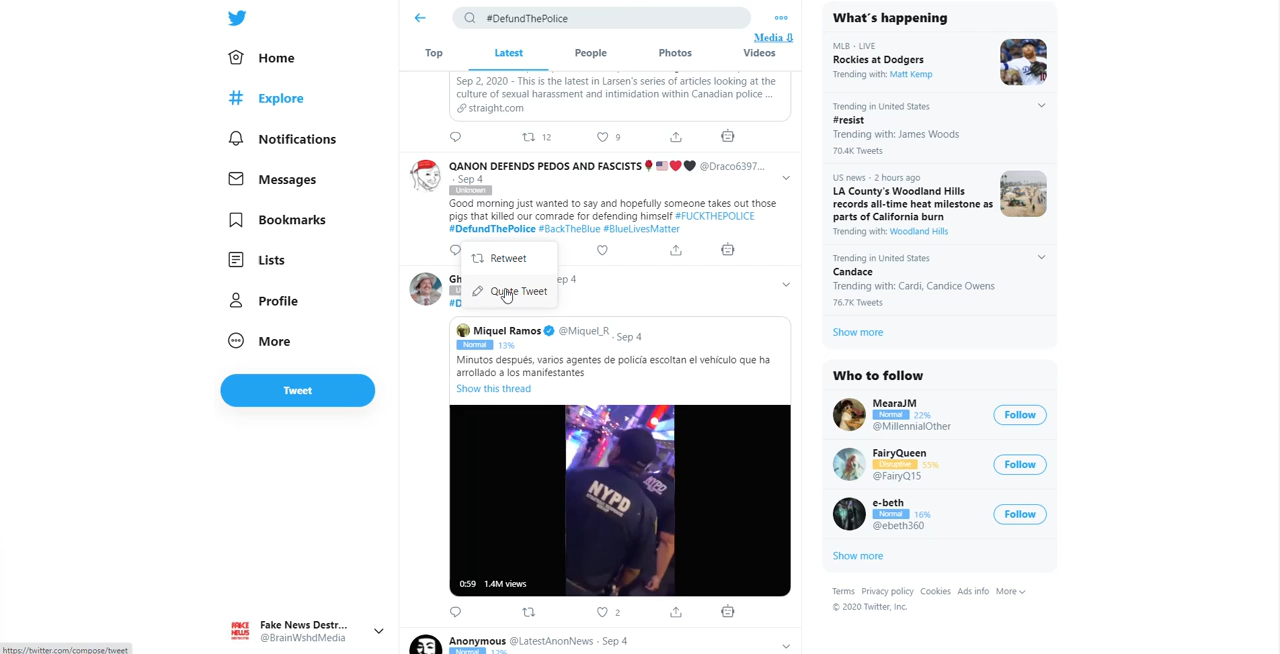 #DefundThePolice
Media ⇩
Top Latest People Photos Videos
Home
Explore
Notifications
Messages
Bookmarks
Lists
Profile
More
Tweet
Fake News Destr...
@BrainWshdMedia
https://twitter.com/compose/tweet
Sep 2, 2020 - This is the latest in Larsen's series of articles looking at the
culture of sexual harassment and intimidation within Canadian police ...
straight.com
12 9
QANON DEFENDS PEDOS AND FASCISTS🌹🇺🇸❤️🖤 @Draco6397...
· Sep 4
Unknown
Good morning just wanted to say and hopefully someone takes out those
pigs that killed our comrade for defending himself #FUCKTHEPOLICE
#DefundThePolice #BackTheBlue #BlueLivesMatter
Retweet
Quote Tweet
Gh
ep 4
#D
Miquel Ramos @Miquel_R · Sep 4
Normal 13%
Minutos después, varios agentes de policía escoltan el vehículo que ha
arrollado a los manifestantes
Show this thread
NYPD
NYPD
0:59 1.4M views
2
Anonymous @LatestAnonNews · Sep 4
Normal 12%
What's happening
MLB · LIVE
Rockies at Dodgers
Trending with: Matt Kemp
Trending in United States
#resist
Trending with: James Woods
70.4K Tweets
US news · 2 hours ago
LA County's Woodland Hills
records all-time heat milestone as
parts of California burn
Trending with: Woodland Hills
Trending in United States
Candace
Trending with: Cardi, Candice Owens
76.7K Tweets
Show more
Who to follow
MearaJM
Normal 22%
@MillennialOther
Follow
FairyQueen
Disruptive 55%
@FairyQ15
Follow
e-beth
Normal 16%
@ebeth360
Follow
Show more
Terms Privacy policy Cookies Ads info More
© 2020 Twitter, Inc.